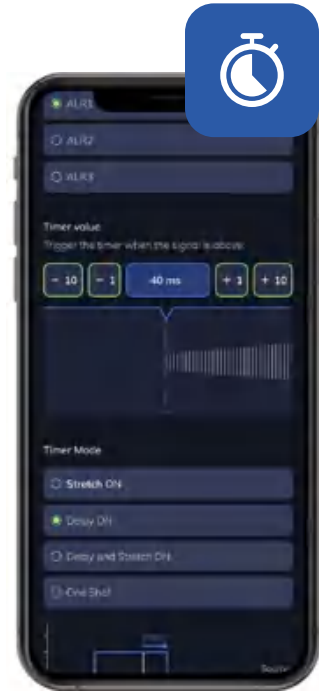 ALR1
ALR2
ALR3
Timer value
Trigger the timer when the signal is above
- 10 - 1 40 ms + 1 + 10
Timer Mode
Stretch ON
Delay ON
Delay and Stretch ON
One Shot